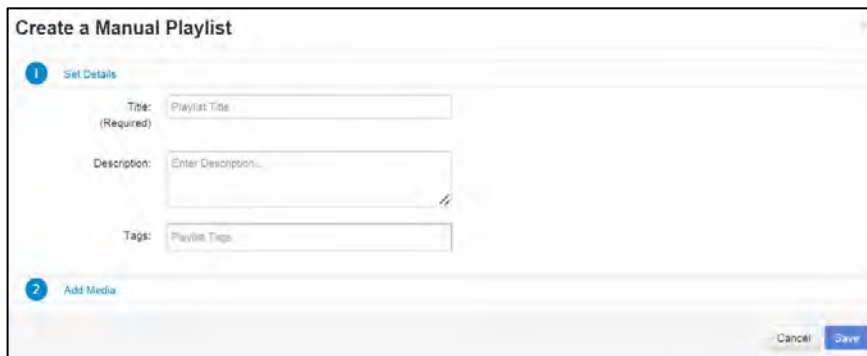 Create a Manual Playlist
1 Set Details
Title: Playlist Title
(Required)
Description: Enter Description...
Tags: Playlist Tags
2 Add Media
Cancel Save